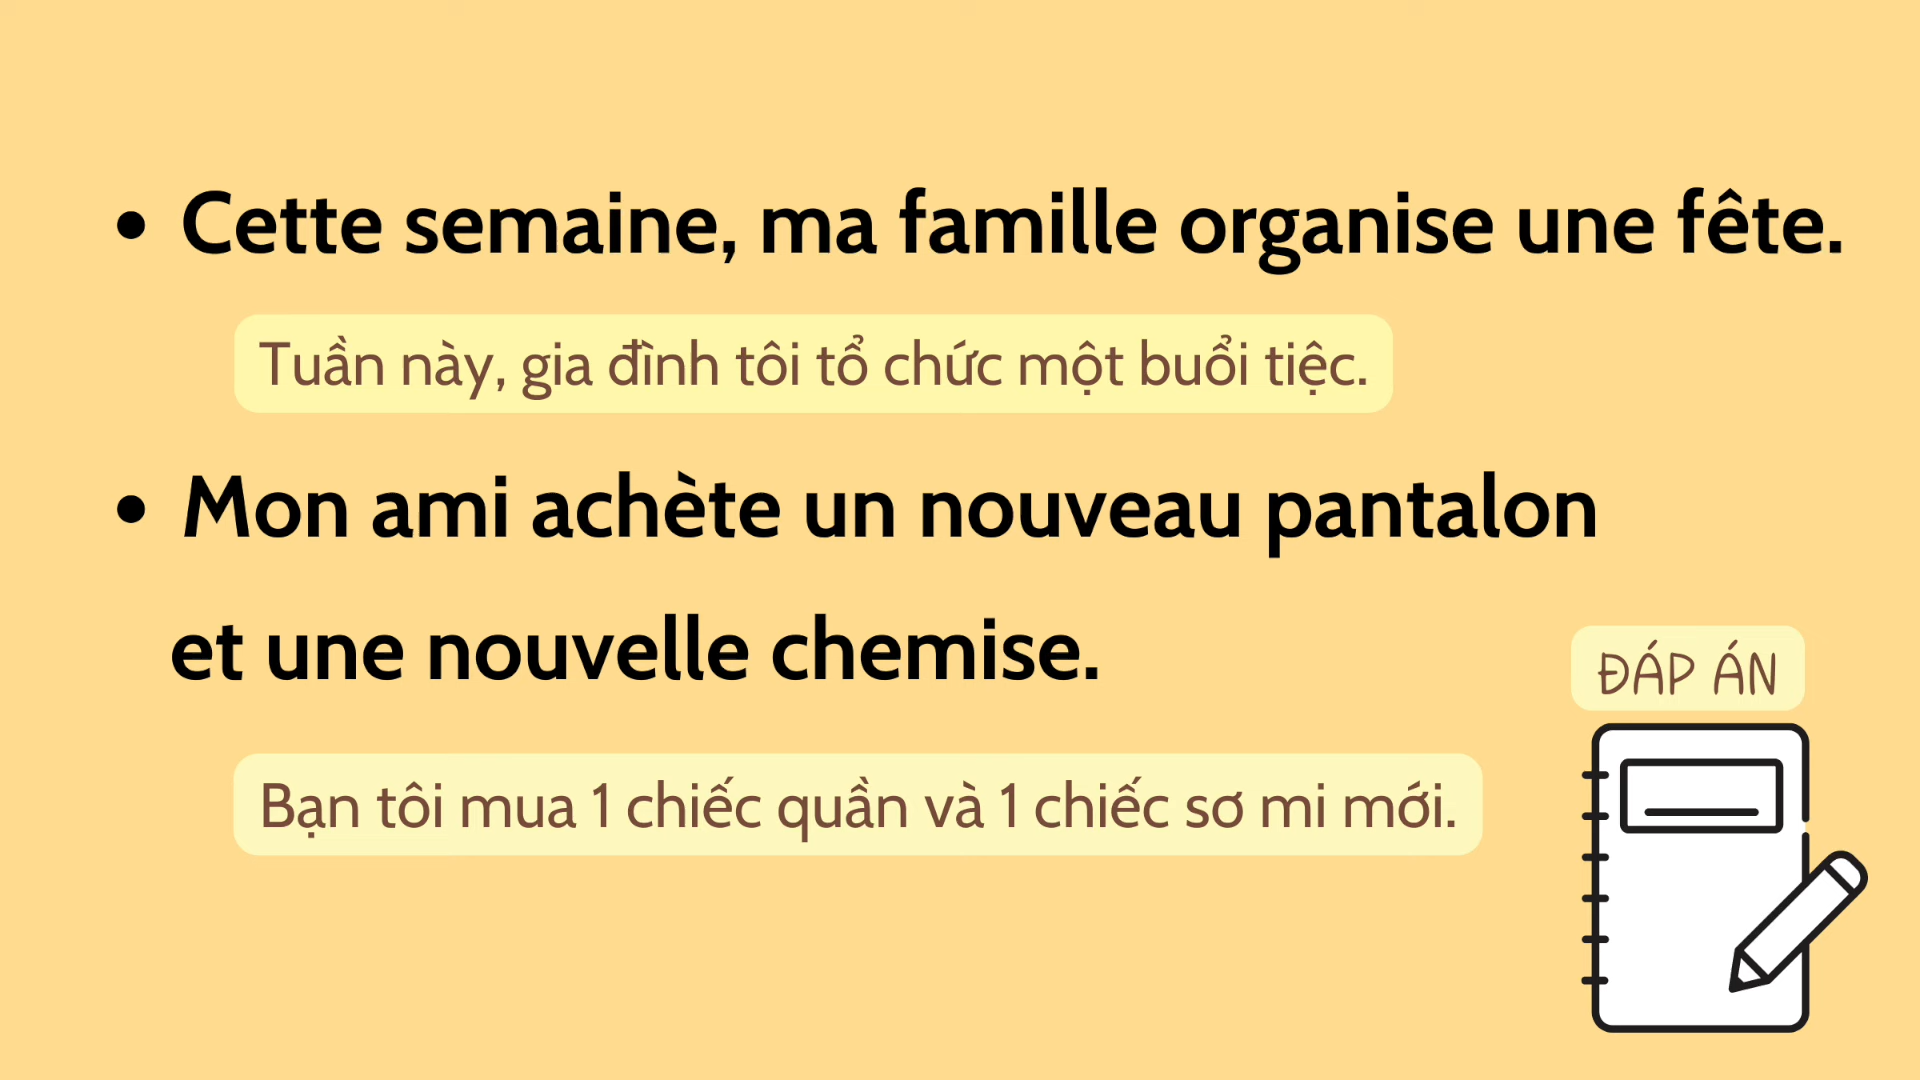 • Cette semaine, ma famille organise une fête.
Tuần này, gia đình tôi tổ chức một buổi tiệc.
• Mon ami achète un nouveau pantalon
et une nouvelle chemise.
Bạn tôi mua 1 chiếc quần và 1 chiếc sơ mi mới.
ĐÁP ÁN